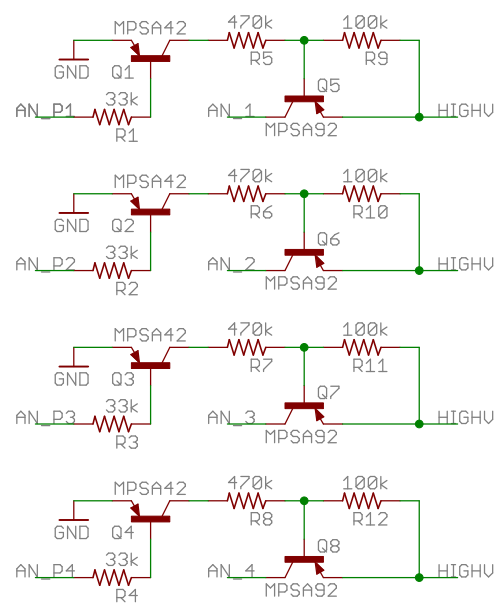 MPSA42 470k 100k
GND Q1 R5 R9
AN_P1 33k AN_1 Q5 HIGHV
R1 MPSA92
MPSA42 470k 100k
GND Q2 R6 R10
AN_P2 33k AN_2 Q6 HIGHV
R2 MPSA92
MPSA42 470k 100k
GND Q3 R7 R11
AN_P3 33k AN_3 Q7 HIGHV
R3 MPSA92
MPSA42 470k 100k
GND Q4 R8 R12
AN_P4 33k AN_4 Q8 HIGHV
R4 MPSA92